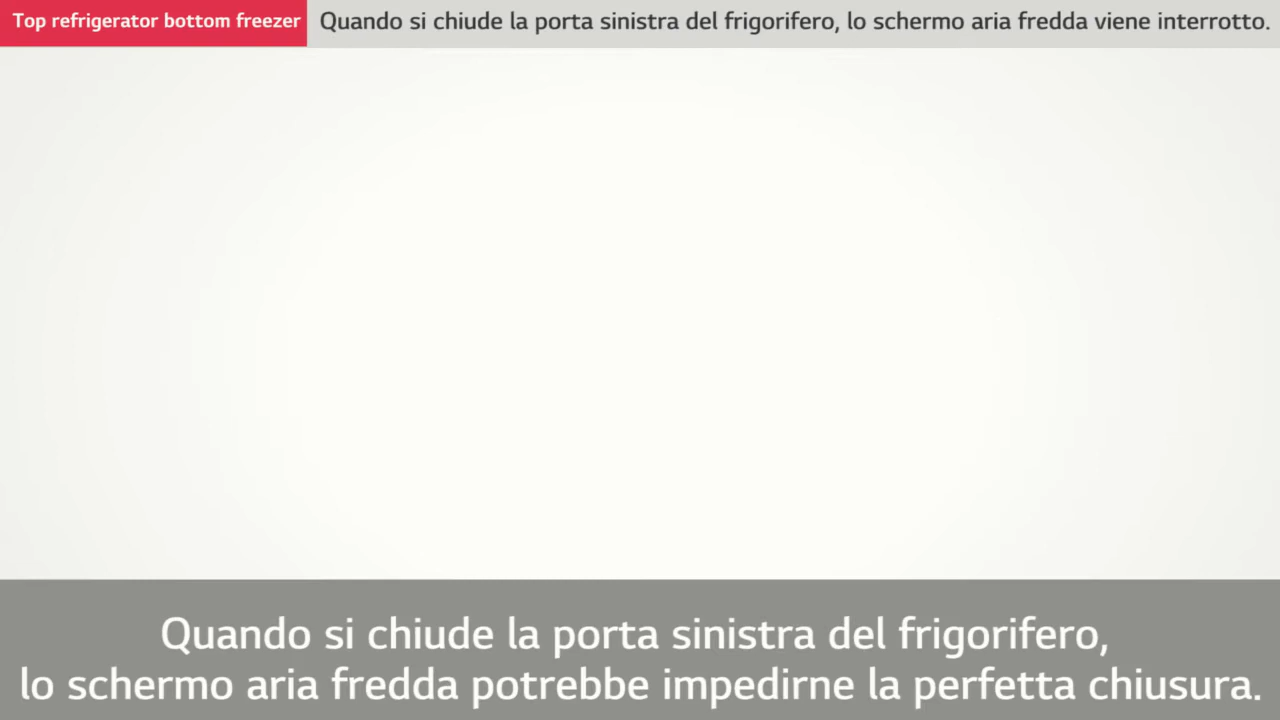 Top refrigerator bottom freezer
Quando si chiude la porta sinistra del frigorifero, lo schermo aria fredda viene interrotto.
Quando si chiude la porta sinistra del frigorifero,
lo schermo aria fredda potrebbe impedirne la perfetta chiusura.